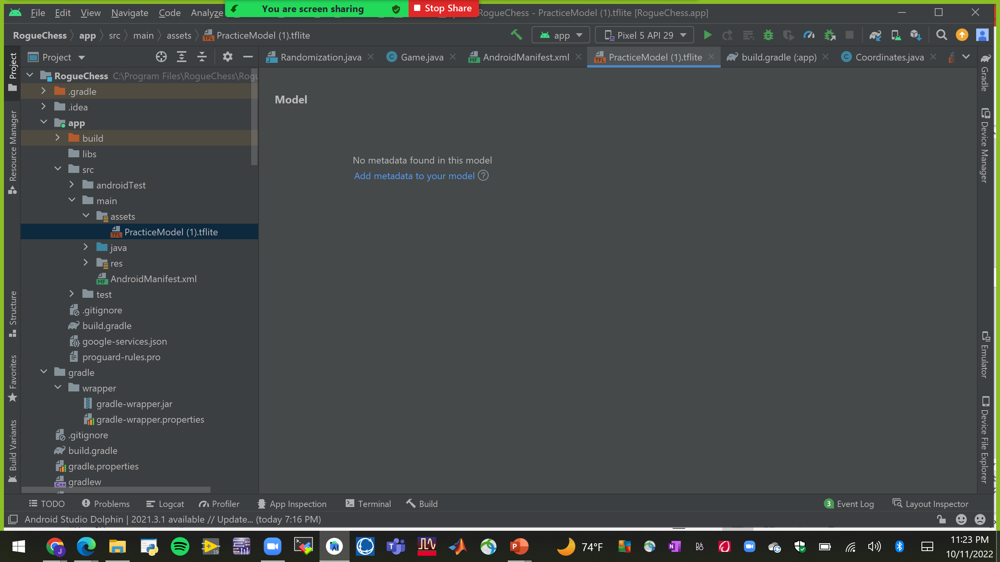 You are screen sharing
Stop Share
File Edit View Navigate Code Analyze RogueChess - PracticeModel (1).tflite [RogueChess.app]
RogueChess app src main assets PracticeModel (1).tflite
app
Pixel 5 API 29
Project
Randomization.java
Game.java
AndroidManifest.xml
PracticeModel (1).tflite
build.gradle (:app)
Coordinates.java
RogueChess C:\Program Files\RogueChess\Rogu
.gradle
.idea
app
build
libs
src
androidTest
main
assets
PracticeModel (1).tflite
java
res
AndroidManifest.xml
test
.gitignore
build.gradle
google-services.json
proguard-rules.pro
gradle
wrapper
gradle-wrapper.jar
gradle-wrapper.properties
.gitignore
build.gradle
gradle.properties
gradlew
Project
Resource Manager
Structure
Favorites
Build Variants
Model
No metadata found in this model
Add metadata to your model
Gradle
Device Manager
Emulator
Device File Explorer
TODO Problems Logcat Profiler App Inspection Terminal Build
3 Event Log Layout Inspector
Android Studio Dolphin | 2021.3.1 available // Update... (today 7:16 PM)
74°F
11:23 PM
10/11/2022